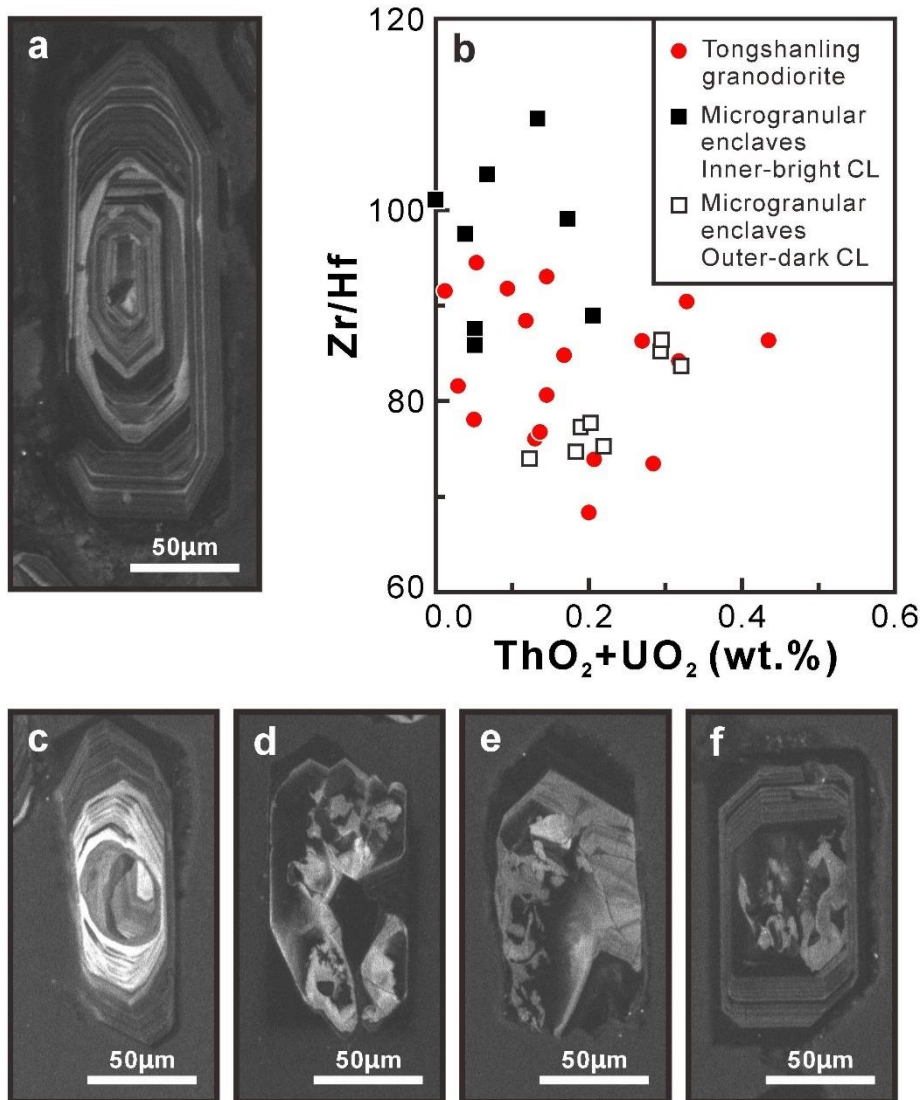 a
50μm
b
120
100
80
60
Zr/Hf
0.0
0.2
0.4
0.6
ThO₂+UO₂ (wt.%)
Tongshanling
granodiorite
Microgranular
enclaves
Inner-bright CL
Microgranular
enclaves
Outer-dark CL
c
50μm
d
50μm
e
50μm
f
50μm